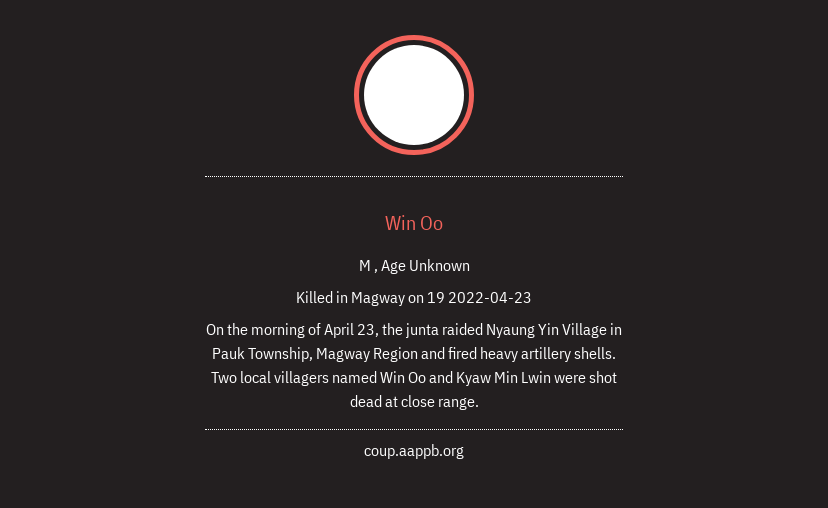 Win Oo
M , Age Unknown
Killed in Magway on 19 2022-04-23
On the morning of April 23, the junta raided Nyaung Yin Village in
Pauk Township, Magway Region and fired heavy artillery shells.
Two local villagers named Win Oo and Kyaw Min Lwin were shot
dead at close range.
coup.aappb.org